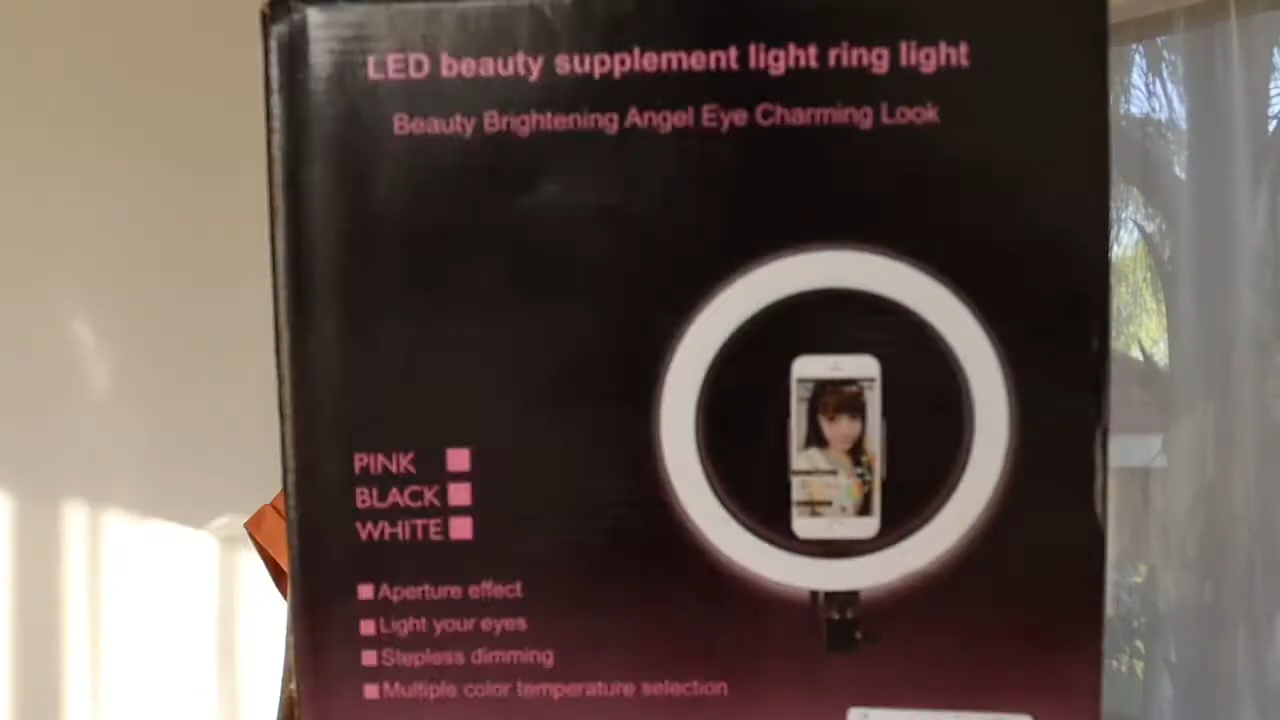 LED beauty supplement light ring light
Beauty Brightening Angel Eye Charming Look
PINK
BLACK
WHITE
Aperture effect
Light your eyes
Stepless dimming
Multiple color temperature selection